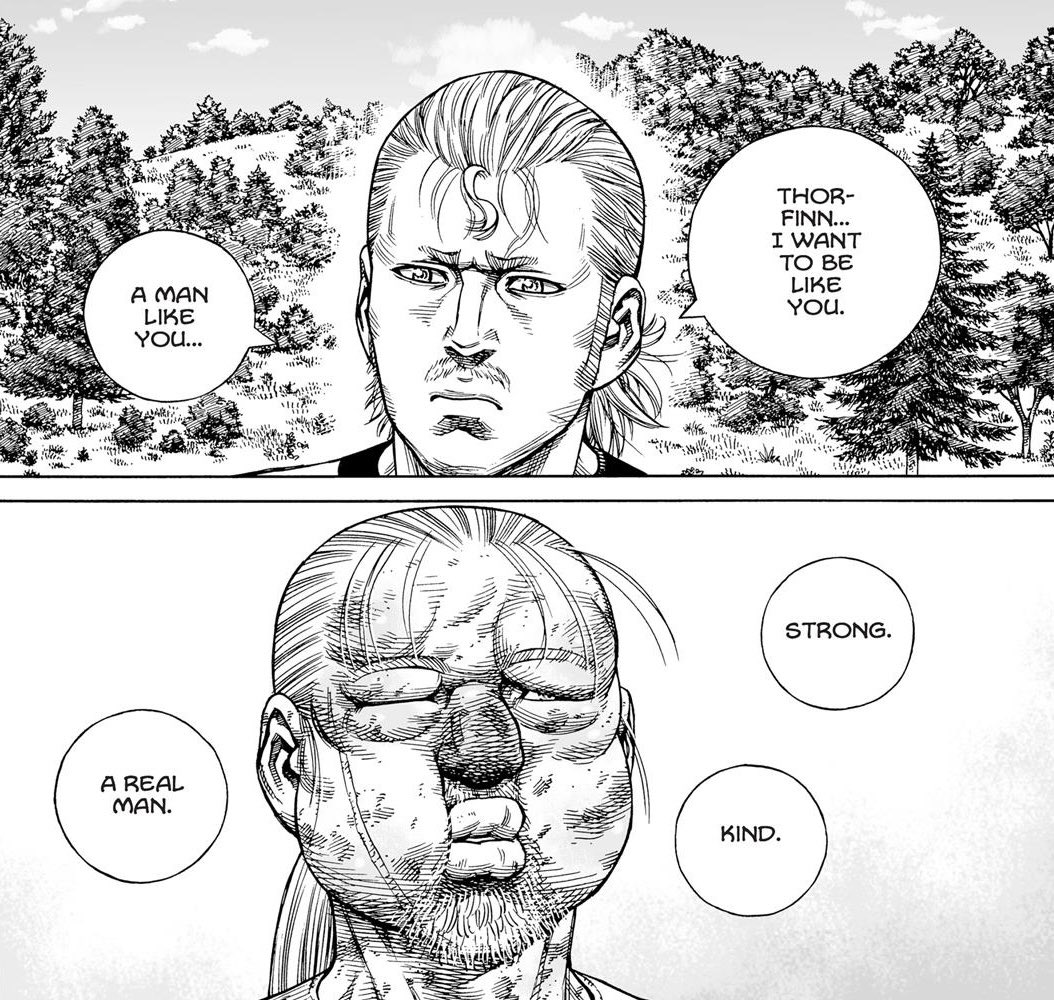 THOR-
FINN...
I WANT
TO BE
LIKE
YOU.
A MAN
LIKE
YOU...
STRONG.
KIND.
A REAL
MAN.